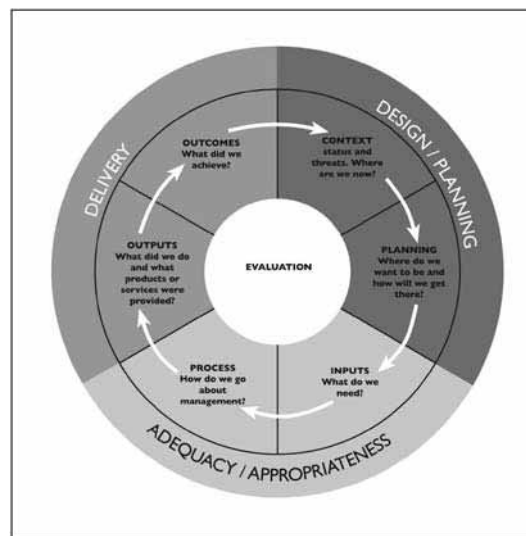 DESIGN / PLANNING
CONTEXT
status and
threats. Where
are we now?
PLANNING
Where do we
want to be and
how will we get
there?
ADEQUACY / APPROPRIATENESS
INPUTS
What do we
need?
PROCESS
How do we go
about
management?
DELIVERY
OUTPUTS
What did we do
and what
products or
services were
provided?
OUTCOMES
What did we
achieve?
EVALUATION